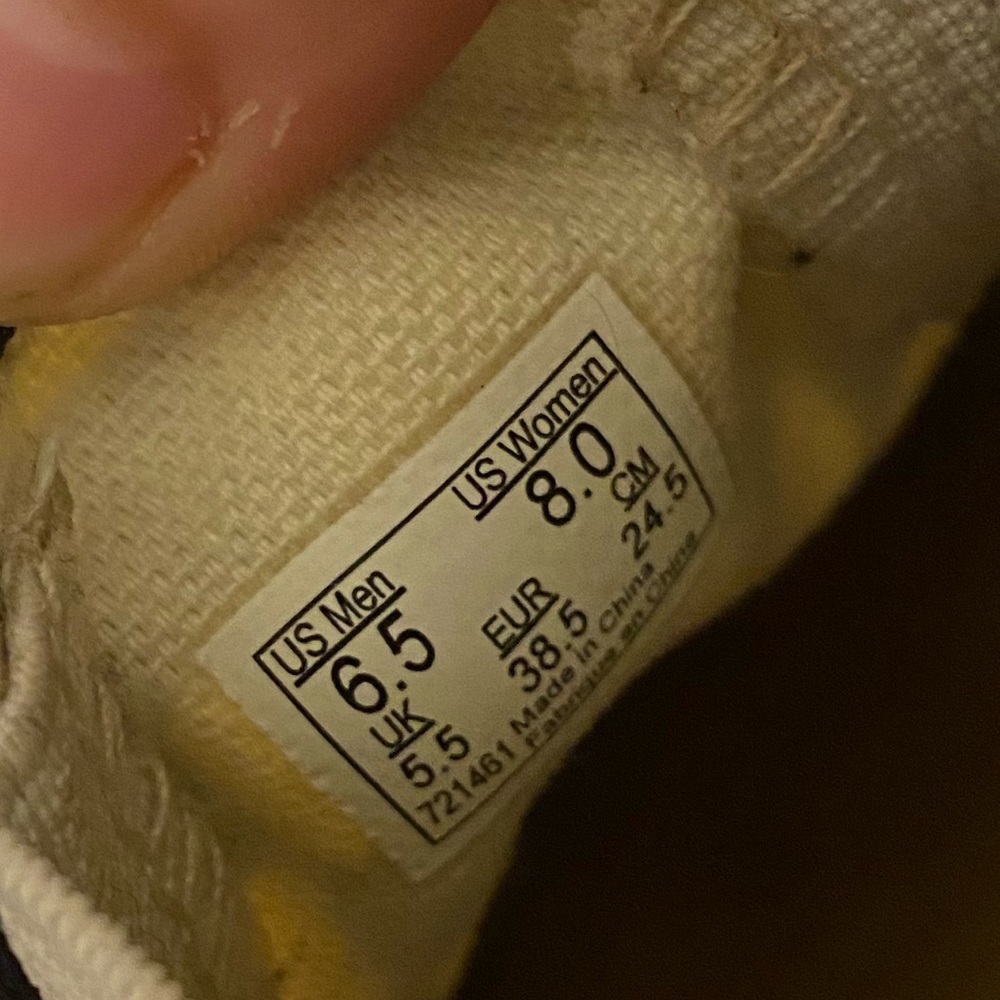 US Men US Women
6.5 8.0
UK EUR CM
5.5 38.5 24.5
721461 Made in China
Fabriqué en Chine